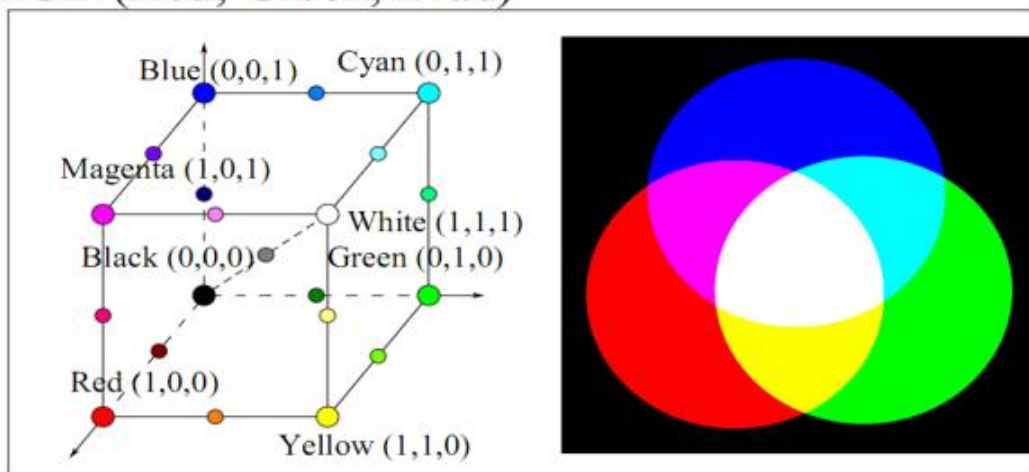 Blue (0,0,1)
Cyan (0,1,1)
Magenta (1,0,1)
White (1,1,1)
Black (0,0,0)
Green (0,1,0)
Red (1,0,0)
Yellow (1,1,0)